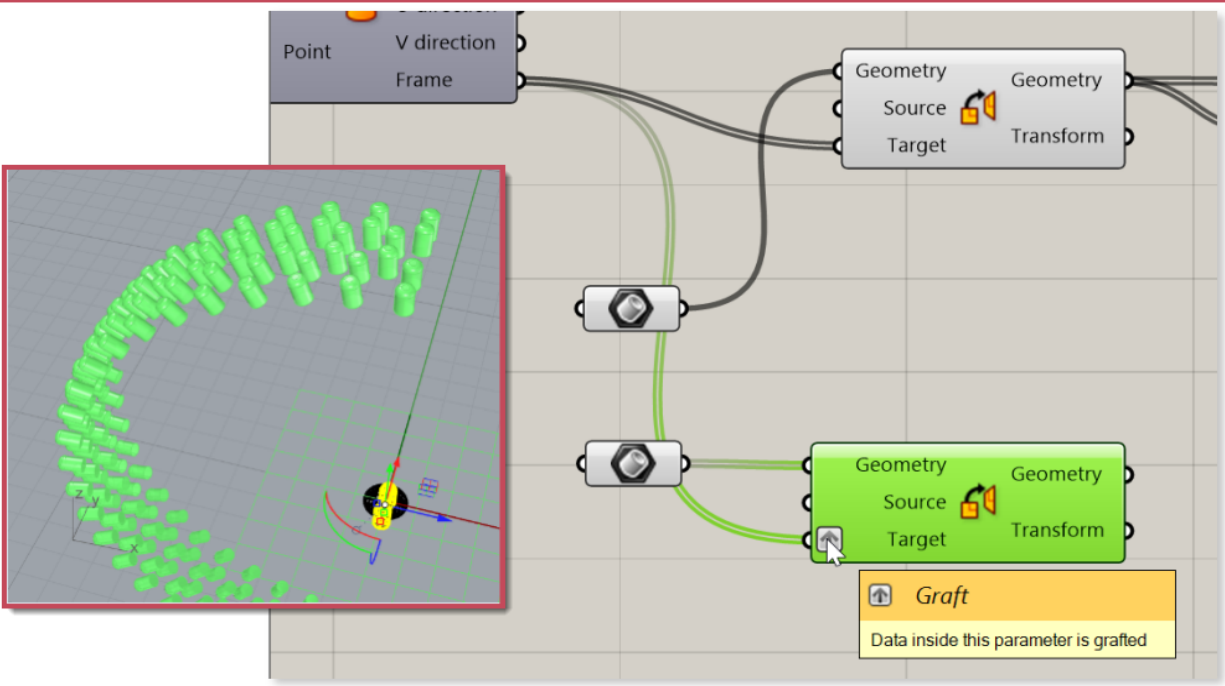 V direction
Point
Frame
Geometry
Source
Target
Geometry
Transform
Geometry
Source
Target
Geometry
Transform
Graft
Data inside this parameter is grafted
z
y
x